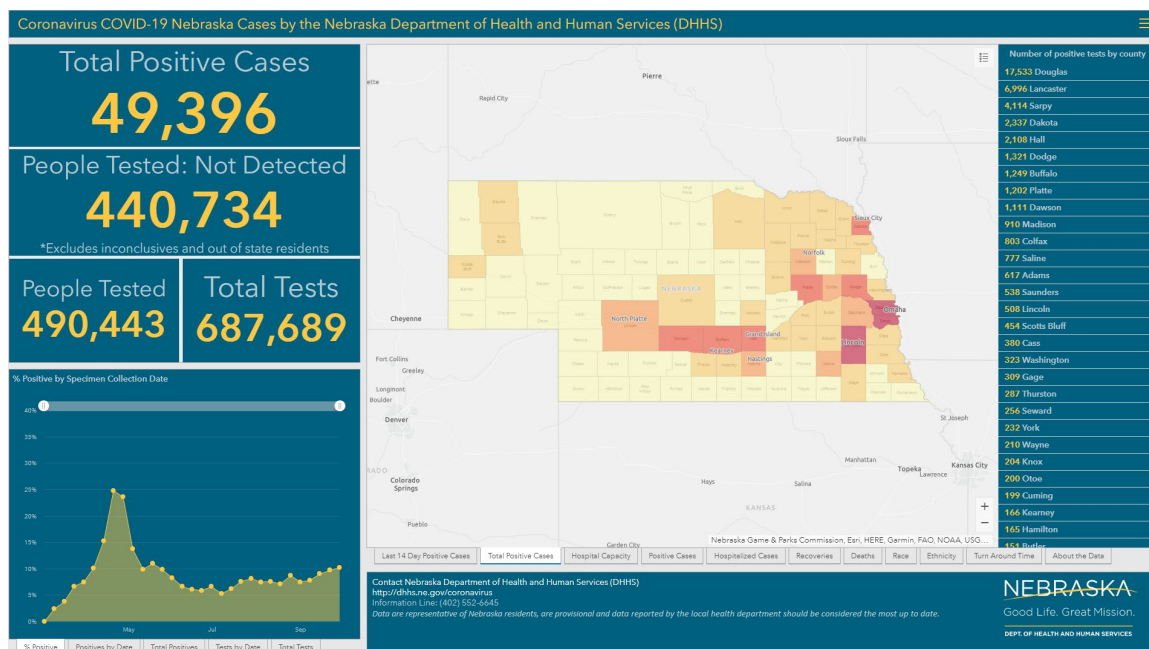 Coronavirus COVID-19 Nebraska Cases by the Nebraska Department of Health and Human Services (DHHS)
Total Positive Cases
49,396
People Tested: Not Detected
440,734
*Excludes inconclusives and out of state residents
People Tested
490,443
Total Tests
687,689
% Positive by Specimen Collection Date
40%
35%
30%
25%
20%
15%
10%
5%
0%
May
Jul
Sep
% Positive
Positives by Date
Total Positives
Tests by Date
Total Tests
ette
Pierre
Rapid City
Sioux Falls
Sioux City
Norfolk
NEBRASKA
North Platte
Omaha
Grand Island
Lincoln
Kearney
Hastings
Cheyenne
Fort Collins
Greeley
Longmont
Boulder
Denver
St Joseph
RADO
Colorado
Springs
Manhattan
Topeka
Lawrence
Kansas City
Hays
Salina
KANSAS
Pueblo
Garden City
+
−
Nebraska Game & Parks Commission, Esri, HERE, Garmin, FAO, NOAA, USG...
Last 14 Day Positive Cases
Total Positive Cases
Hospital Capacity
Positive Cases
Hospitalized Cases
Recoveries
Deaths
Race
Ethnicity
Turn Around Time
About the Data
Number of positive tests by county
17,533 Douglas
6,996 Lancaster
4,114 Sarpy
2,337 Dakota
2,108 Hall
1,321 Dodge
1,249 Buffalo
1,202 Platte
1,111 Dawson
910 Madison
803 Colfax
777 Saline
617 Adams
538 Saunders
508 Lincoln
454 Scotts Bluff
380 Cass
323 Washington
309 Gage
287 Thurston
256 Seward
232 York
210 Wayne
204 Knox
200 Otoe
199 Cuming
166 Kearney
165 Hamilton
151 Butler
Contact Nebraska Department of Health and Human Services (DHHS)
http://dhhs.ne.gov/coronavirus
Information Line: (402) 552-6645
Data are representative of Nebraska residents, are provisional and data reported by the local health department should be considered the most up to date.
NEBRASKA
Good Life. Great Mission.
DEPT. OF HEALTH AND HUMAN SERVICES